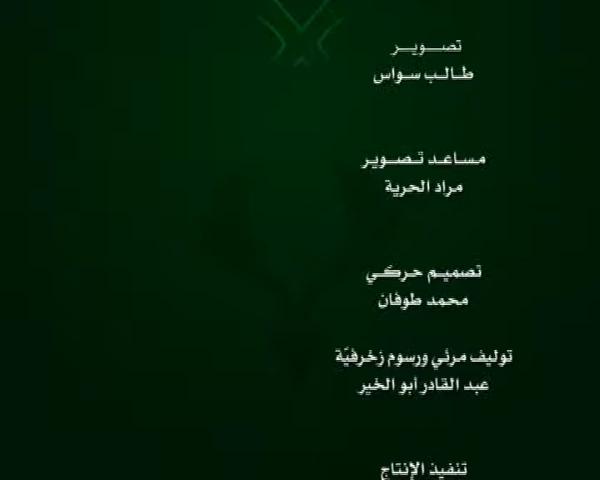 تصوير
طالب سواس
مساعد تصوير
مراد الحرية
تصميم حركي
محمد طوفان
توليف مرئي ورسوم زخرفيّة
عبد القادر أبو الخير
تنفيذ الإنتاج